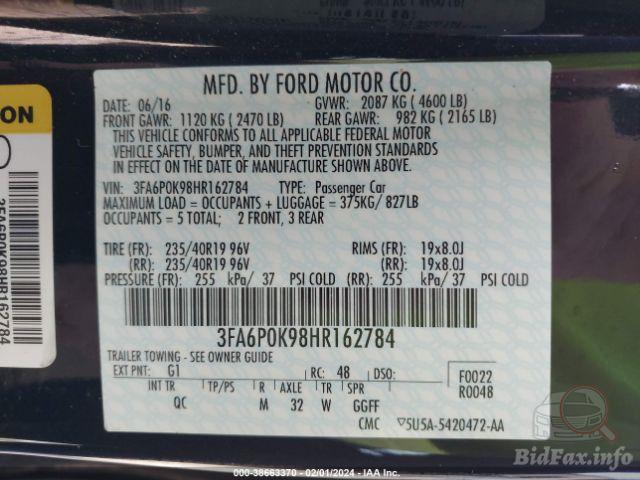 MFD. BY FORD MOTOR CO.
DATE: 06/16 GVWR: 2087 KG ( 4600 LB)
FRONT GAWR: 1120 KG ( 2470 LB) REAR GAWR: 982 KG ( 2165 LB)
THIS VEHICLE CONFORMS TO ALL APPLICABLE FEDERAL MOTOR
VEHICLE SAFETY, BUMPER, AND THEFT PREVENTION STANDARDS
IN EFFECT ON THE DATE OF MANUFACTURE SHOWN ABOVE.
VIN: 3FA6P0K98HR162784 TYPE: Passenger Car
MAXIMUM LOAD = OCCUPANTS + LUGGAGE = 375KG/ 827LB
OCCUPANTS = 5 TOTAL; 2 FRONT, 3 REAR
TIRE (FR): 235/40R19 96V RIMS (FR): 19x8.0J
(RR): 235/40R19 96V (RR): 19x8.0J
PRESSURE (FR): 255 kPa/ 37 PSI COLD (RR): 255 kPa/ 37 PSI COLD
3FA6P0K98HR162784
TRAILER TOWING - SEE OWNER GUIDE
EXT PNT: G1 RC: 48 DSO: F0022
R0048
INT TR TP/PS R AXLE TR SPR
QC M 32 W GGFF
CMC ▽5U5A-5420472-AA
ION
3FA6P0K98HR162784
000-38663370 - 02/01/2024 - IAA Inc.
BidFax.info